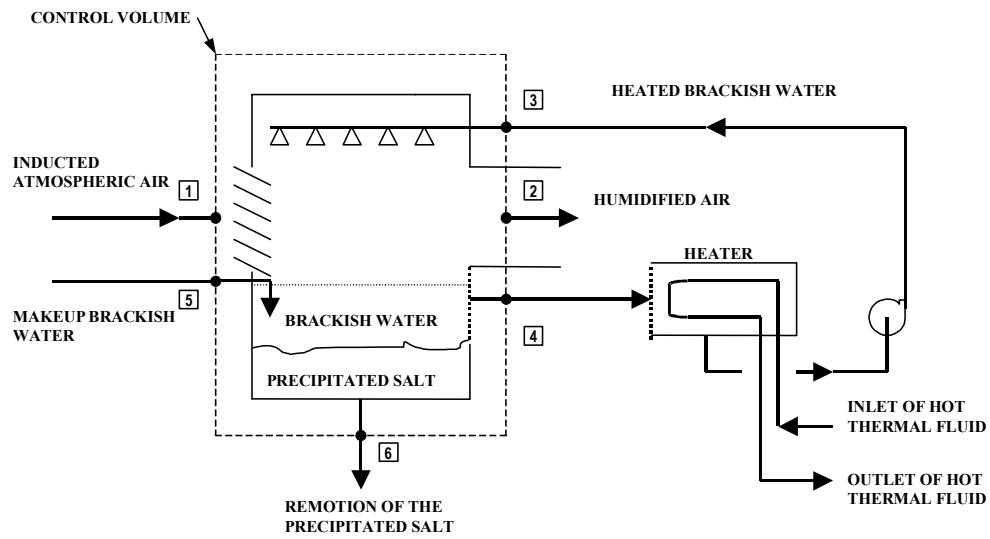 CONTROL VOLUME
3
HEATED BRACKISH WATER
INDUCTED
ATMOSPHERIC AIR
1
2
HUMIDIFIED AIR
HEATER
5
MAKEUP BRACKISH
WATER
BRACKISH WATER
4
PRECIPITATED SALT
INLET OF HOT
THERMAL FLUID
6
OUTLET OF HOT
THERMAL FLUID
REMOTION OF THE
PRECIPITATED SALT